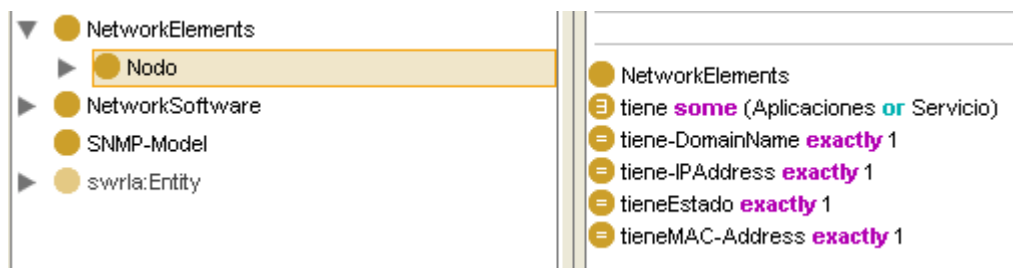 NetworkElements
Nodo
NetworkSoftware
SNMP-Model
swrla:Entity
NetworkElements
tiene some (Aplicaciones or Servicio)
tiene-DomainName exactly 1
tiene-IPAddress exactly 1
tieneEstado exactly 1
tieneMAC-Address exactly 1